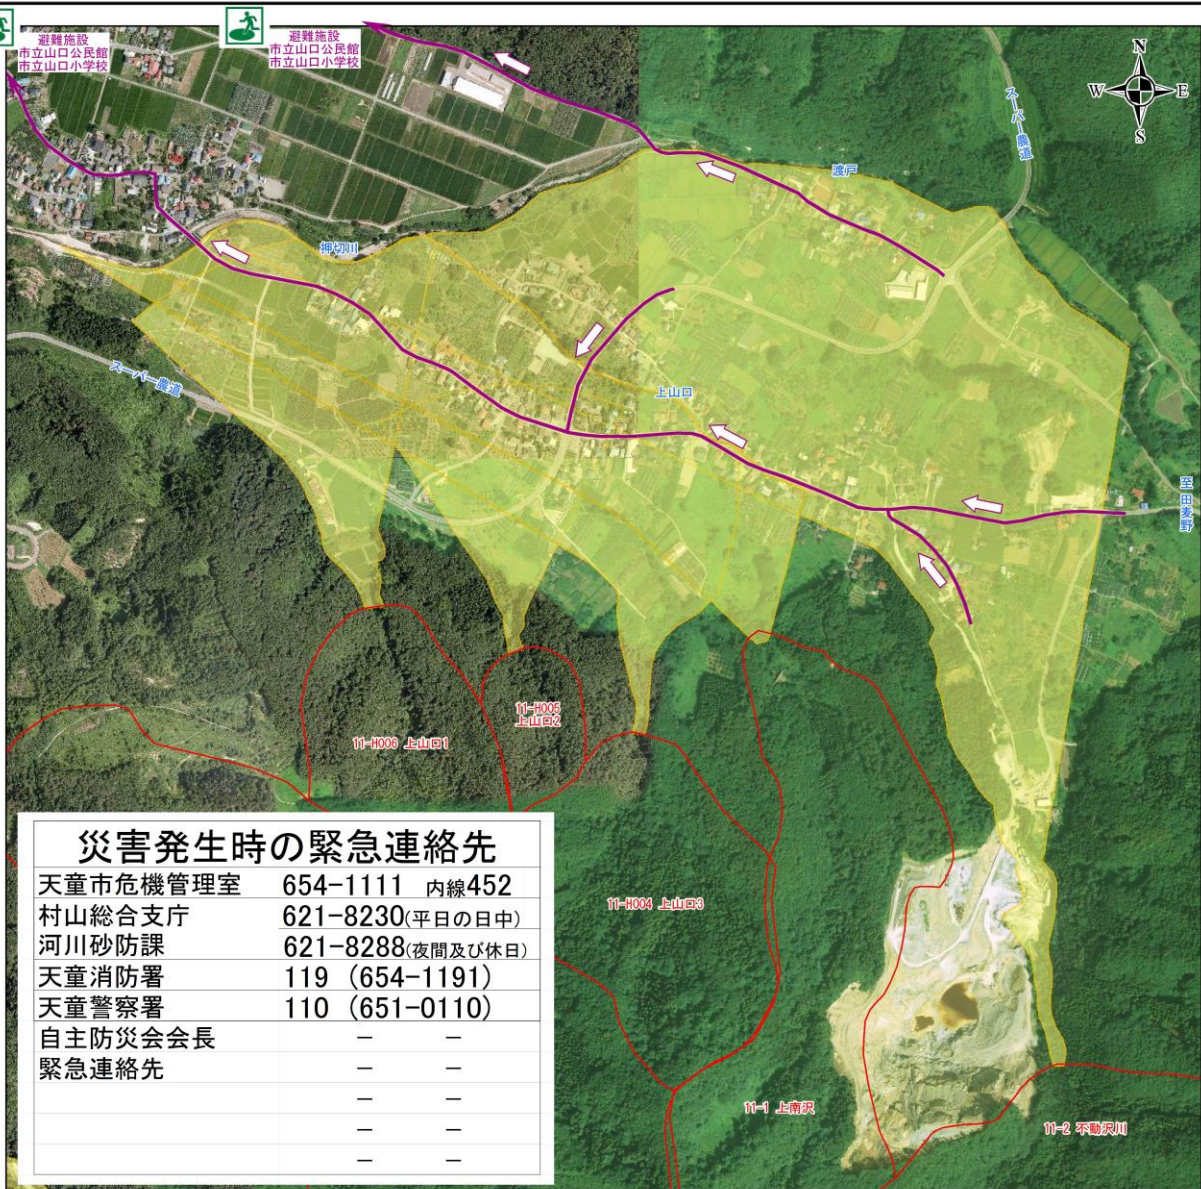 避難施設
市立山口公民館
市立山口小学校
避難施設
市立山口公民館
市立山口小学校
N
W
E
S
スーパー農道
渡戸
押切川
スーパー農道
上山口
至田麦野
11-H005
上山口2
11-H006 上山口1
11-H004 上山口3
11-1 上南沢
11-2 不動沢川
災害発生時の緊急連絡先
天童市危機管理室 654-1111 内線452
村山総合支庁 621-8230(平日の日中)
河川砂防課 621-8288(夜間及び休日)
天童消防署 119 (654-1191)
天童警察署 110 (651-0110)
自主防災会会長 － －
緊急連絡先 － －
－ －
－ －
－ －